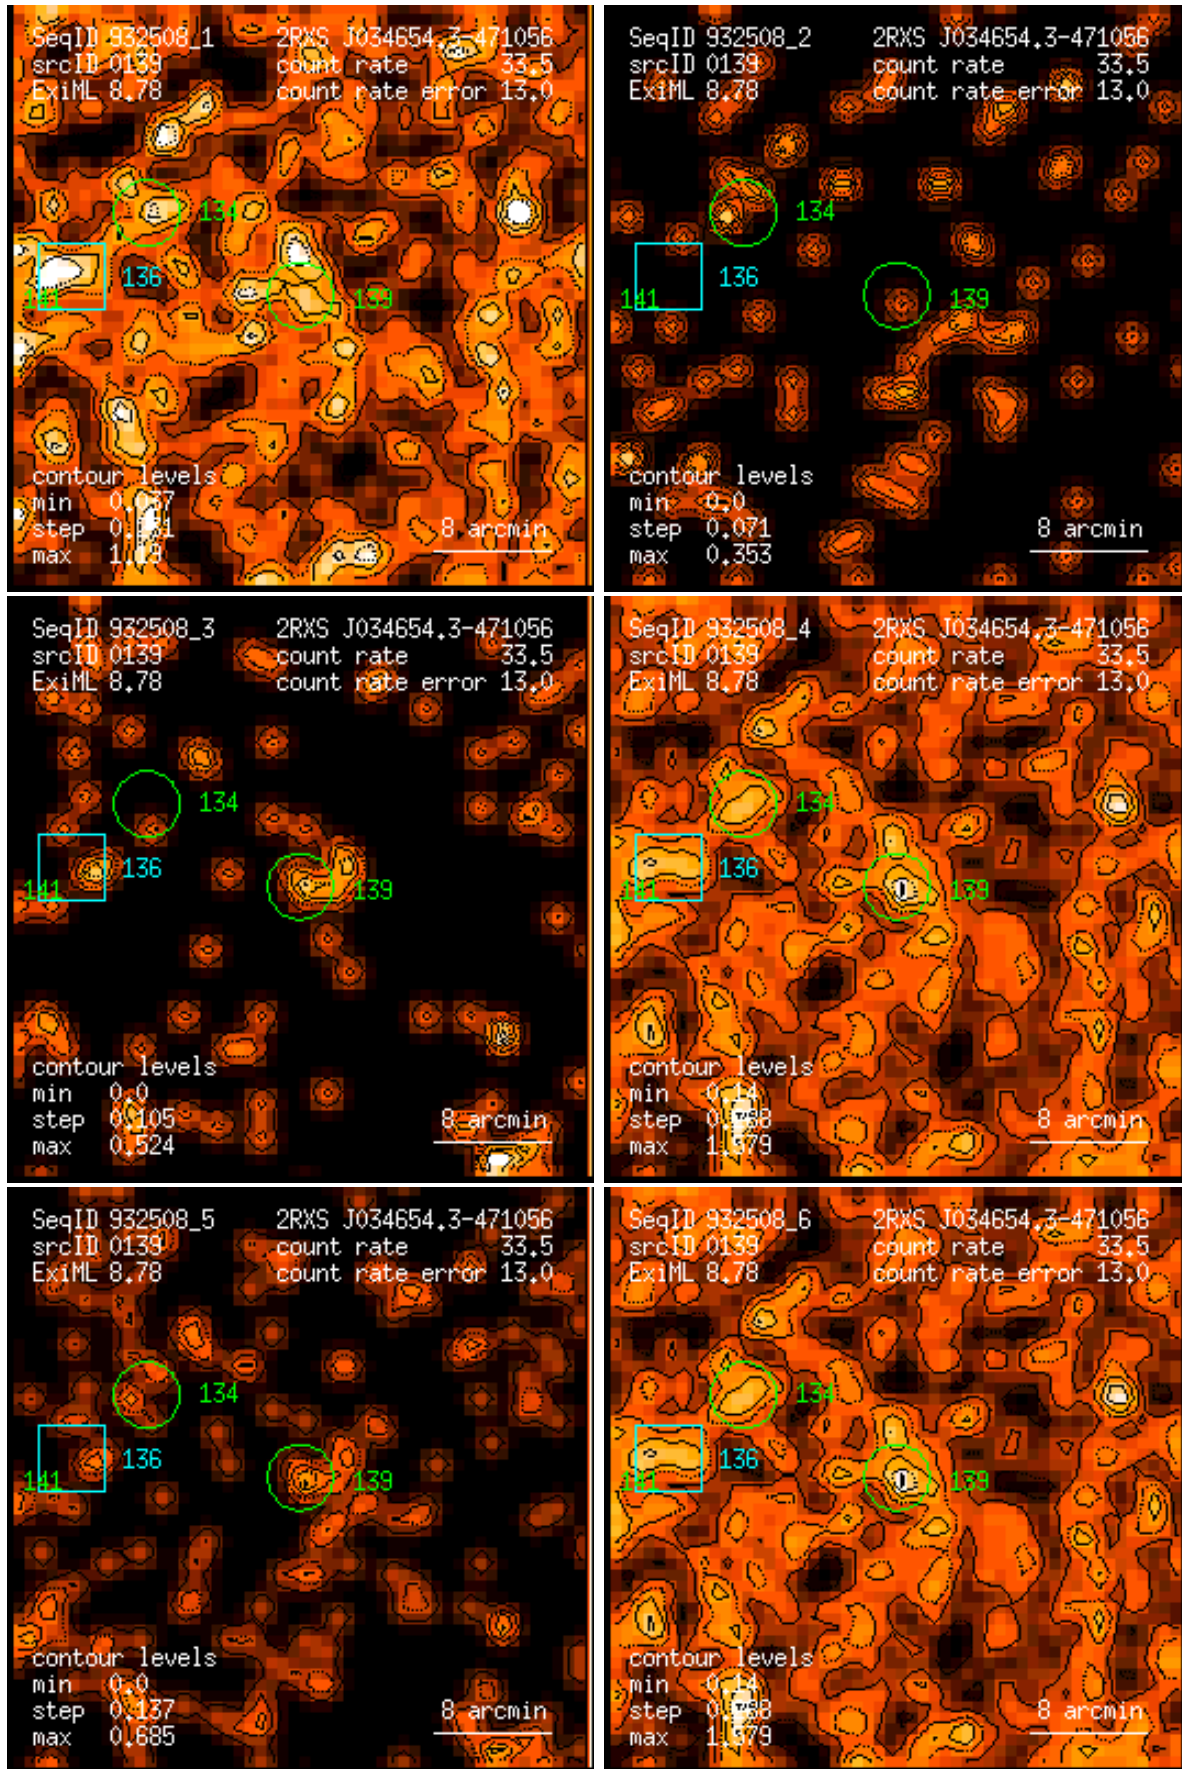 SeqID 932508_1 2RXS J034654.3-471056
srcID 0139 count rate 33.5
ExiML 8.78 count rate error 13.0
134
136
141 139
contour levels
min 0.037
step
max 1.19
8 arcmin
SeqID 932508_2 2RXS J034654.3-471056
srcID 0139 count rate 33.5
ExiML 8.78 count rate error 13.0
134
136
141 139
contour levels
min 0.0
step 0.071
max 0.353
8 arcmin
SeqID 932508_3 2RXS J034654.3-471056
srcID 0139 count rate 33.5
ExiML 8.78 count rate error 13.0
134
136
141 139
contour levels
min 0.0
step 0.105
max 0.524
8 arcmin
SeqID 932508_4 2RXS J034654.3-471056
srcID 0139 count rate 33.5
ExiML 8.78 count rate error 13.0
134
136
141 139
contour levels
min 0.14
step
max 1.579
8 arcmin
SeqID 932508_5 2RXS J034654.3-471056
srcID 0139 count rate 33.5
ExiML 8.78 count rate error 13.0
134
136
141 139
contour levels
min 0.0
step 0.137
max 0.685
8 arcmin
SeqID 932508_6 2RXS J034654.3-471056
srcID 0139 count rate 33.5
ExiML 8.78 count rate error 13.0
134
136
141 139
contour levels
min 0.14
step
max 1.579
8 arcmin